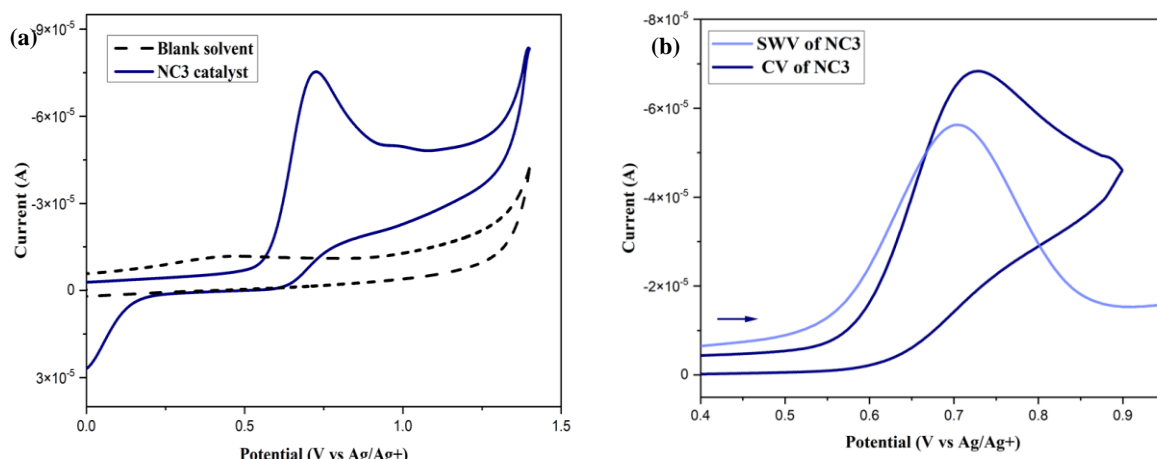 (a)
Blank solvent
NC3 catalyst
-9×10⁻⁵
-6×10⁻⁵
-3×10⁻⁵
0
3×10⁻⁵
Current (A)
0.0 0.5 1.0 1.5
Potential (V vs Ag/Ag+)
(b)
SWV of NC3
CV of NC3
-8×10⁻⁵
-6×10⁻⁵
-4×10⁻⁵
-2×10⁻⁵
0
Current (A)
0.4 0.5 0.6 0.7 0.8 0.9
Potential (V vs Ag/Ag+)